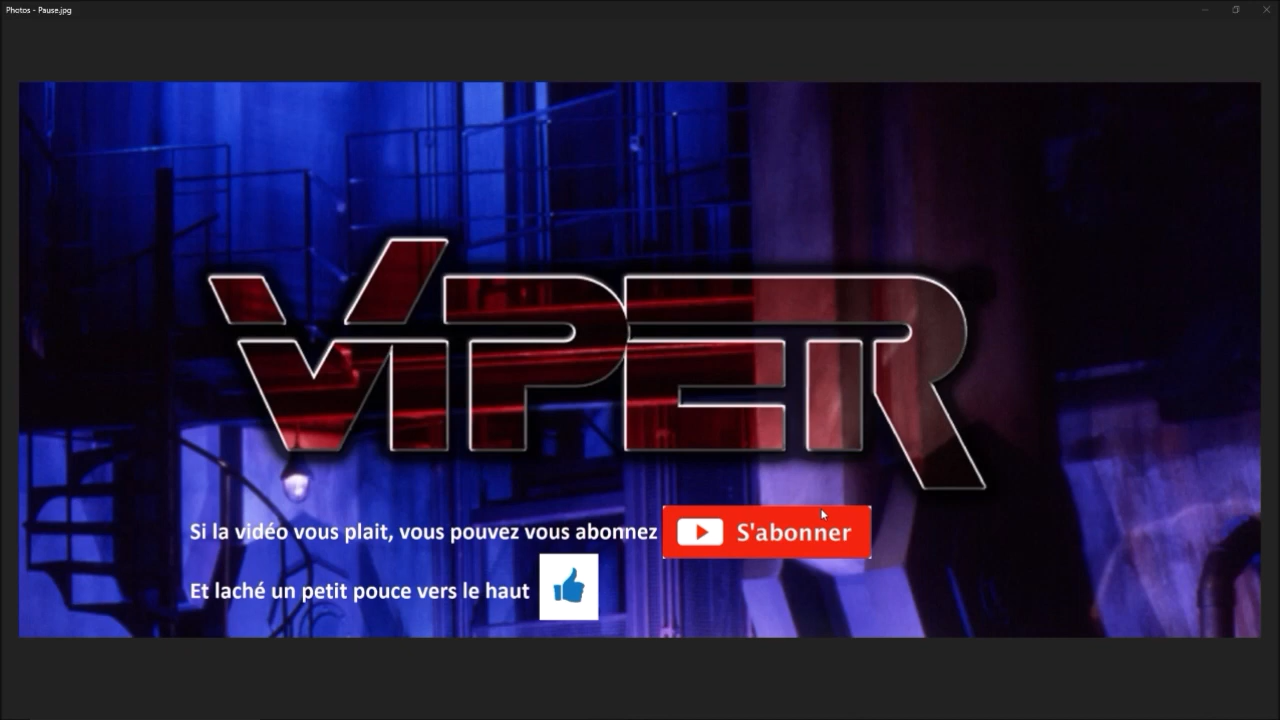 Photos - Pause.jpg
VIPER
Si la vidéo vous plait, vous pouvez vous abonnez S'abonner
Et laché un petit pouce vers le haut